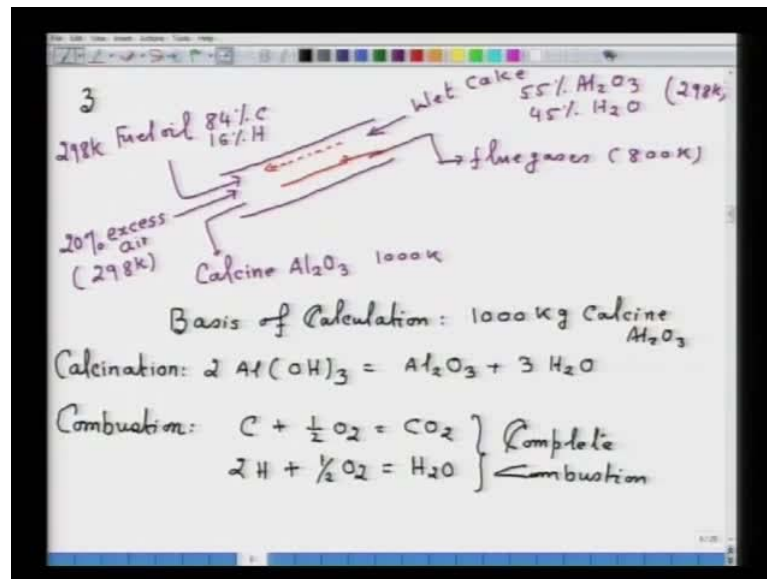 3
298K Fuel oil 84% C
16% H
Wet Cake 55% Al2O3 (298K)
45% H2O
flue gases (800K)
20% excess
air
(298K)
Calcine Al2O3 1000K
Basis of Calculation: 1000 kg Calcine
Al2O3
Calcination: 2 Al(OH)3 = Al2O3 + 3 H2O
Combustion: C + 1/2 O2 = CO2 } Complete
2H + 1/2 O2 = H2O } Combustion